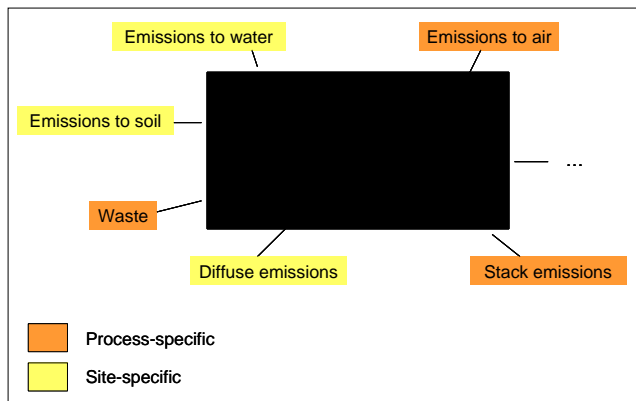 Emissions to water
Emissions to air
Emissions to soil
...
Waste
Diffuse emissions
Stack emissions
Process-specific
Site-specific